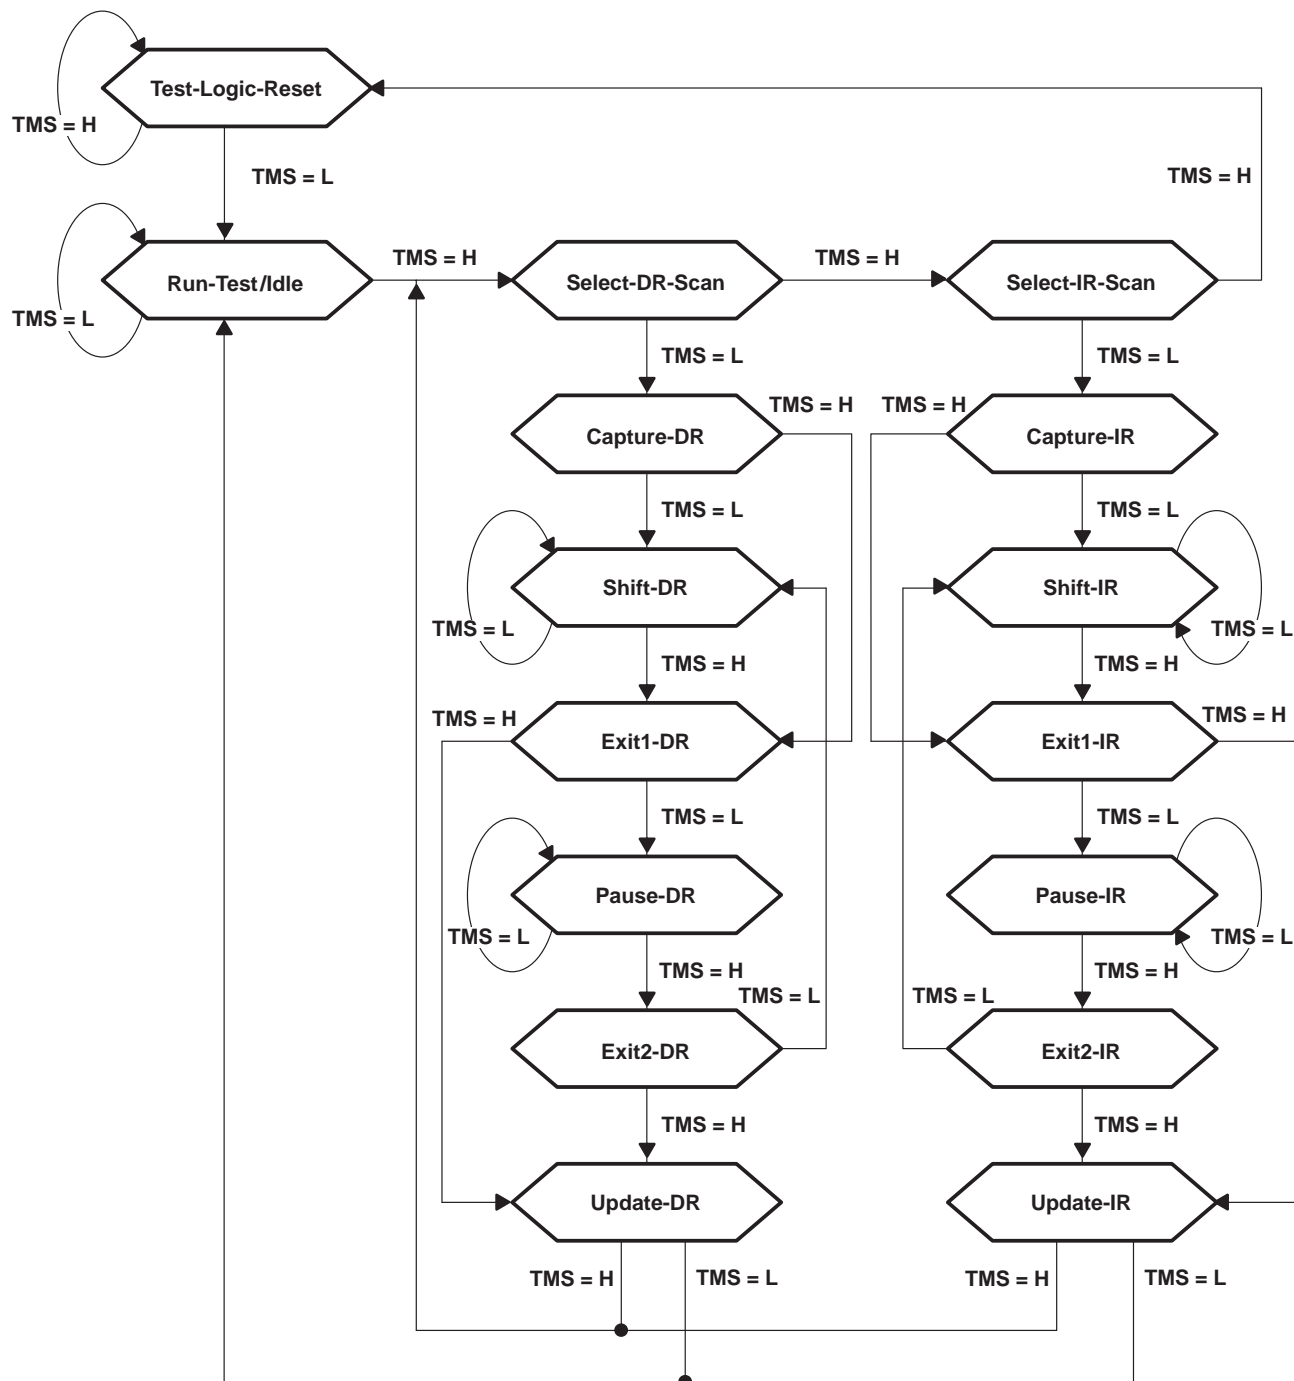 Test-Logic-Reset
TMS = H
TMS = L
TMS = H
TMS = H
TMS = H
Run-Test/Idle
Select-DR-Scan
Select-IR-Scan
TMS = L
TMS = L
TMS = L
TMS = H
TMS = H
Capture-DR
Capture-IR
TMS = L
TMS = L
Shift-DR
Shift-IR
TMS = L
TMS = L
TMS = H
TMS = H
TMS = H
TMS = H
Exit1-DR
Exit1-IR
TMS = L
TMS = L
Pause-DR
Pause-IR
TMS = L
TMS = L
TMS = H
TMS = H
TMS = L
TMS = L
Exit2-DR
Exit2-IR
TMS = H
TMS = H
Update-DR
Update-IR
TMS = H
TMS = L
TMS = H
TMS = L